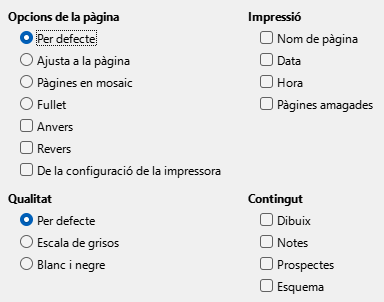 Opcions de la pàgina
Per defecte
Ajusta a la pàgina
Pàgines en mosaic
Fullet
Anvers
Revers
De la configuració de la impressora
Impressió
Nom de pàgina
Data
Hora
Pàgines amagades
Qualitat
Per defecte
Escala de grisos
Blanc i negre
Contingut
Dibuix
Notes
Prospectes
Esquema